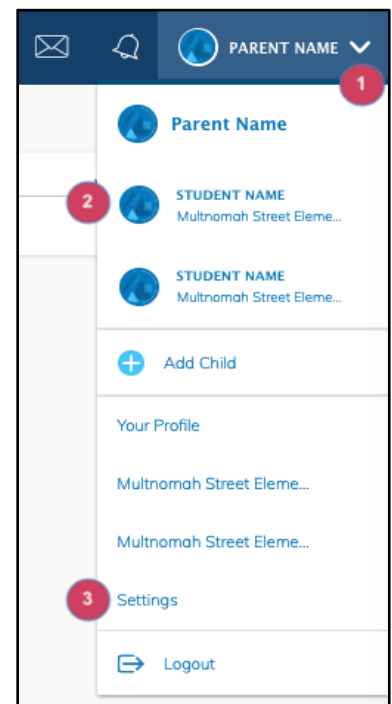 PARENT NAME
1
Parent Name
2
STUDENT NAME
Multnomah Street Eleme...
STUDENT NAME
Multnomah Street Eleme...
Add Child
Your Profile
Multnomah Street Eleme...
Multnomah Street Eleme...
3
Settings
Logout